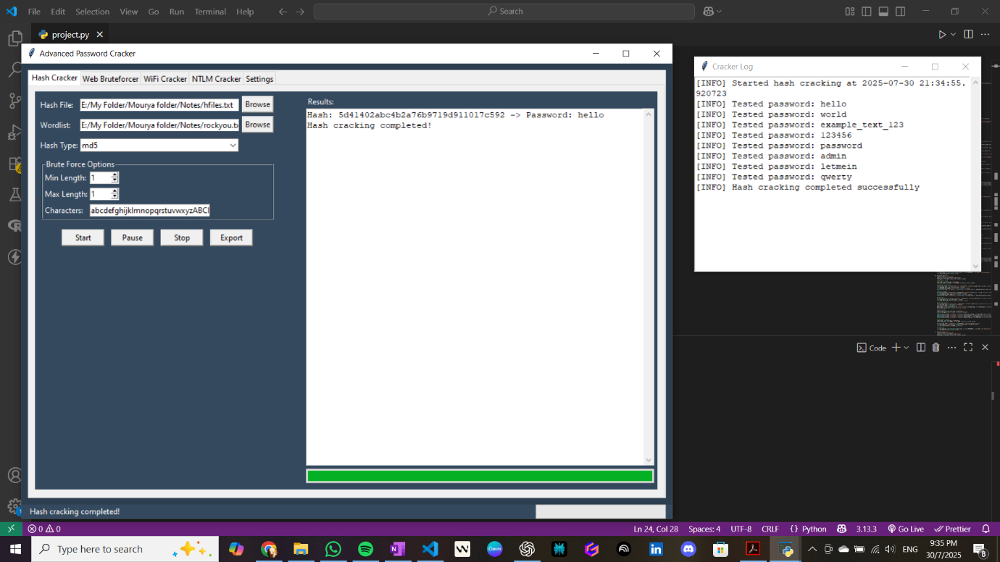 File Edit Selection View Go Run Terminal Help
Search
project.py
Advanced Password Cracker
Hash Cracker Web Bruteforcer WiFi Cracker NTLM Cracker Settings
Hash File: E:/My Folder/Mourya folder/Notes/hfiles.txt Browse
Wordlist: E:/My Folder/Mourya folder/Notes/rockyou.t Browse
Hash Type: md5
Brute Force Options
Min Length: 1
Max Length: 1
Characters: abcdefghijklmnopqrstuvwxyzABCI
Start Pause Stop Export
Results:
Hash: 5d41402abc4b2a76b9719d911017c592 -> Password: hello
Hash cracking completed!
Hash cracking completed!
Cracker Log
[INFO] Started hash cracking at 2025-07-30 21:34:55.
920723
[INFO] Tested password: hello
[INFO] Tested password: world
[INFO] Tested password: example_text_123
[INFO] Tested password: 123456
[INFO] Tested password: password
[INFO] Tested password: admin
[INFO] Tested password: letmein
[INFO] Tested password: qwerty
[INFO] Hash cracking completed successfully
Code
0 0
Ln 24, Col 28 Spaces: 4 UTF-8 CRLF {} Python 3.13.3 Go Live Prettier
Type here to search
Canva
ENG
9:35 PM
30/7/2025
8